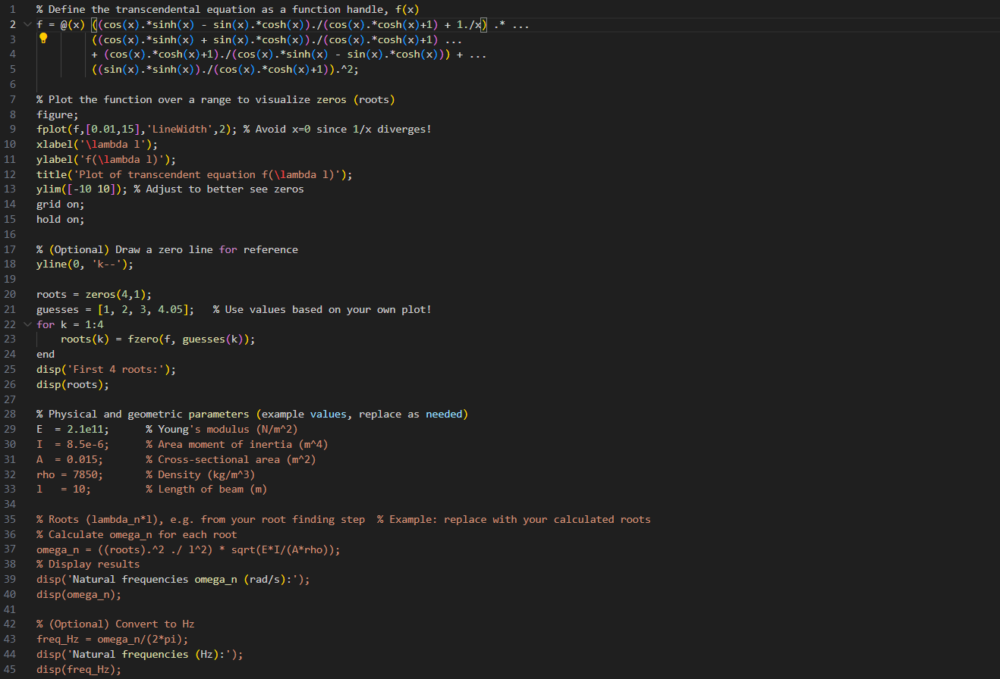 1 % Define the transcendental equation as a function handle, f(x)
2 f = @(x) ((cos(x).*sinh(x) - sin(x).*cosh(x))./(cos(x).*cosh(x)+1) + 1./x) .* ...
3 ((cos(x).*sinh(x) + sin(x).*cosh(x))./(cos(x).*cosh(x)+1) ...
4 + (cos(x).*cosh(x)+1)./(cos(x).*sinh(x) - sin(x).*cosh(x))) + ...
5 ((sin(x).*sinh(x))./(cos(x).*cosh(x)+1)).^2;
6
7 % Plot the function over a range to visualize zeros (roots)
8 figure;
9 fplot(f,[0.01,15],'LineWidth',2); % Avoid x=0 since 1/x diverges!
10 xlabel('\lambda l');
11 ylabel('f(\lambda l)');
12 title('Plot of transcendent equation f(\lambda l)');
13 ylim([-10 10]); % Adjust to better see zeros
14 grid on;
15 hold on;
16
17 % (Optional) Draw a zero line for reference
18 yline(0, 'k--');
19
20 roots = zeros(4,1);
21 guesses = [1, 2, 3, 4.05]; % Use values based on your own plot!
22 for k = 1:4
23 roots(k) = fzero(f, guesses(k));
24 end
25 disp('First 4 roots:');
26 disp(roots);
27
28 % Physical and geometric parameters (example values, replace as needed)
29 E = 2.1e11; % Young's modulus (N/m^2)
30 I = 8.5e-6; % Area moment of inertia (m^4)
31 A = 0.015; % Cross-sectional area (m^2)
32 rho = 7850; % Density (kg/m^3)
33 l = 10; % Length of beam (m)
34
35 % Roots (lambda_n*l), e.g. from your root finding step % Example: replace with your calculated roots
36 % Calculate omega_n for each root
37 omega_n = ((roots).^2 ./ l^2) * sqrt(E*I/(A*rho));
38 % Display results
39 disp('Natural frequencies omega_n (rad/s):');
40 disp(omega_n);
41
42 % (Optional) Convert to Hz
43 freq_Hz = omega_n/(2*pi);
44 disp('Natural frequencies (Hz):');
45 disp(freq_Hz);